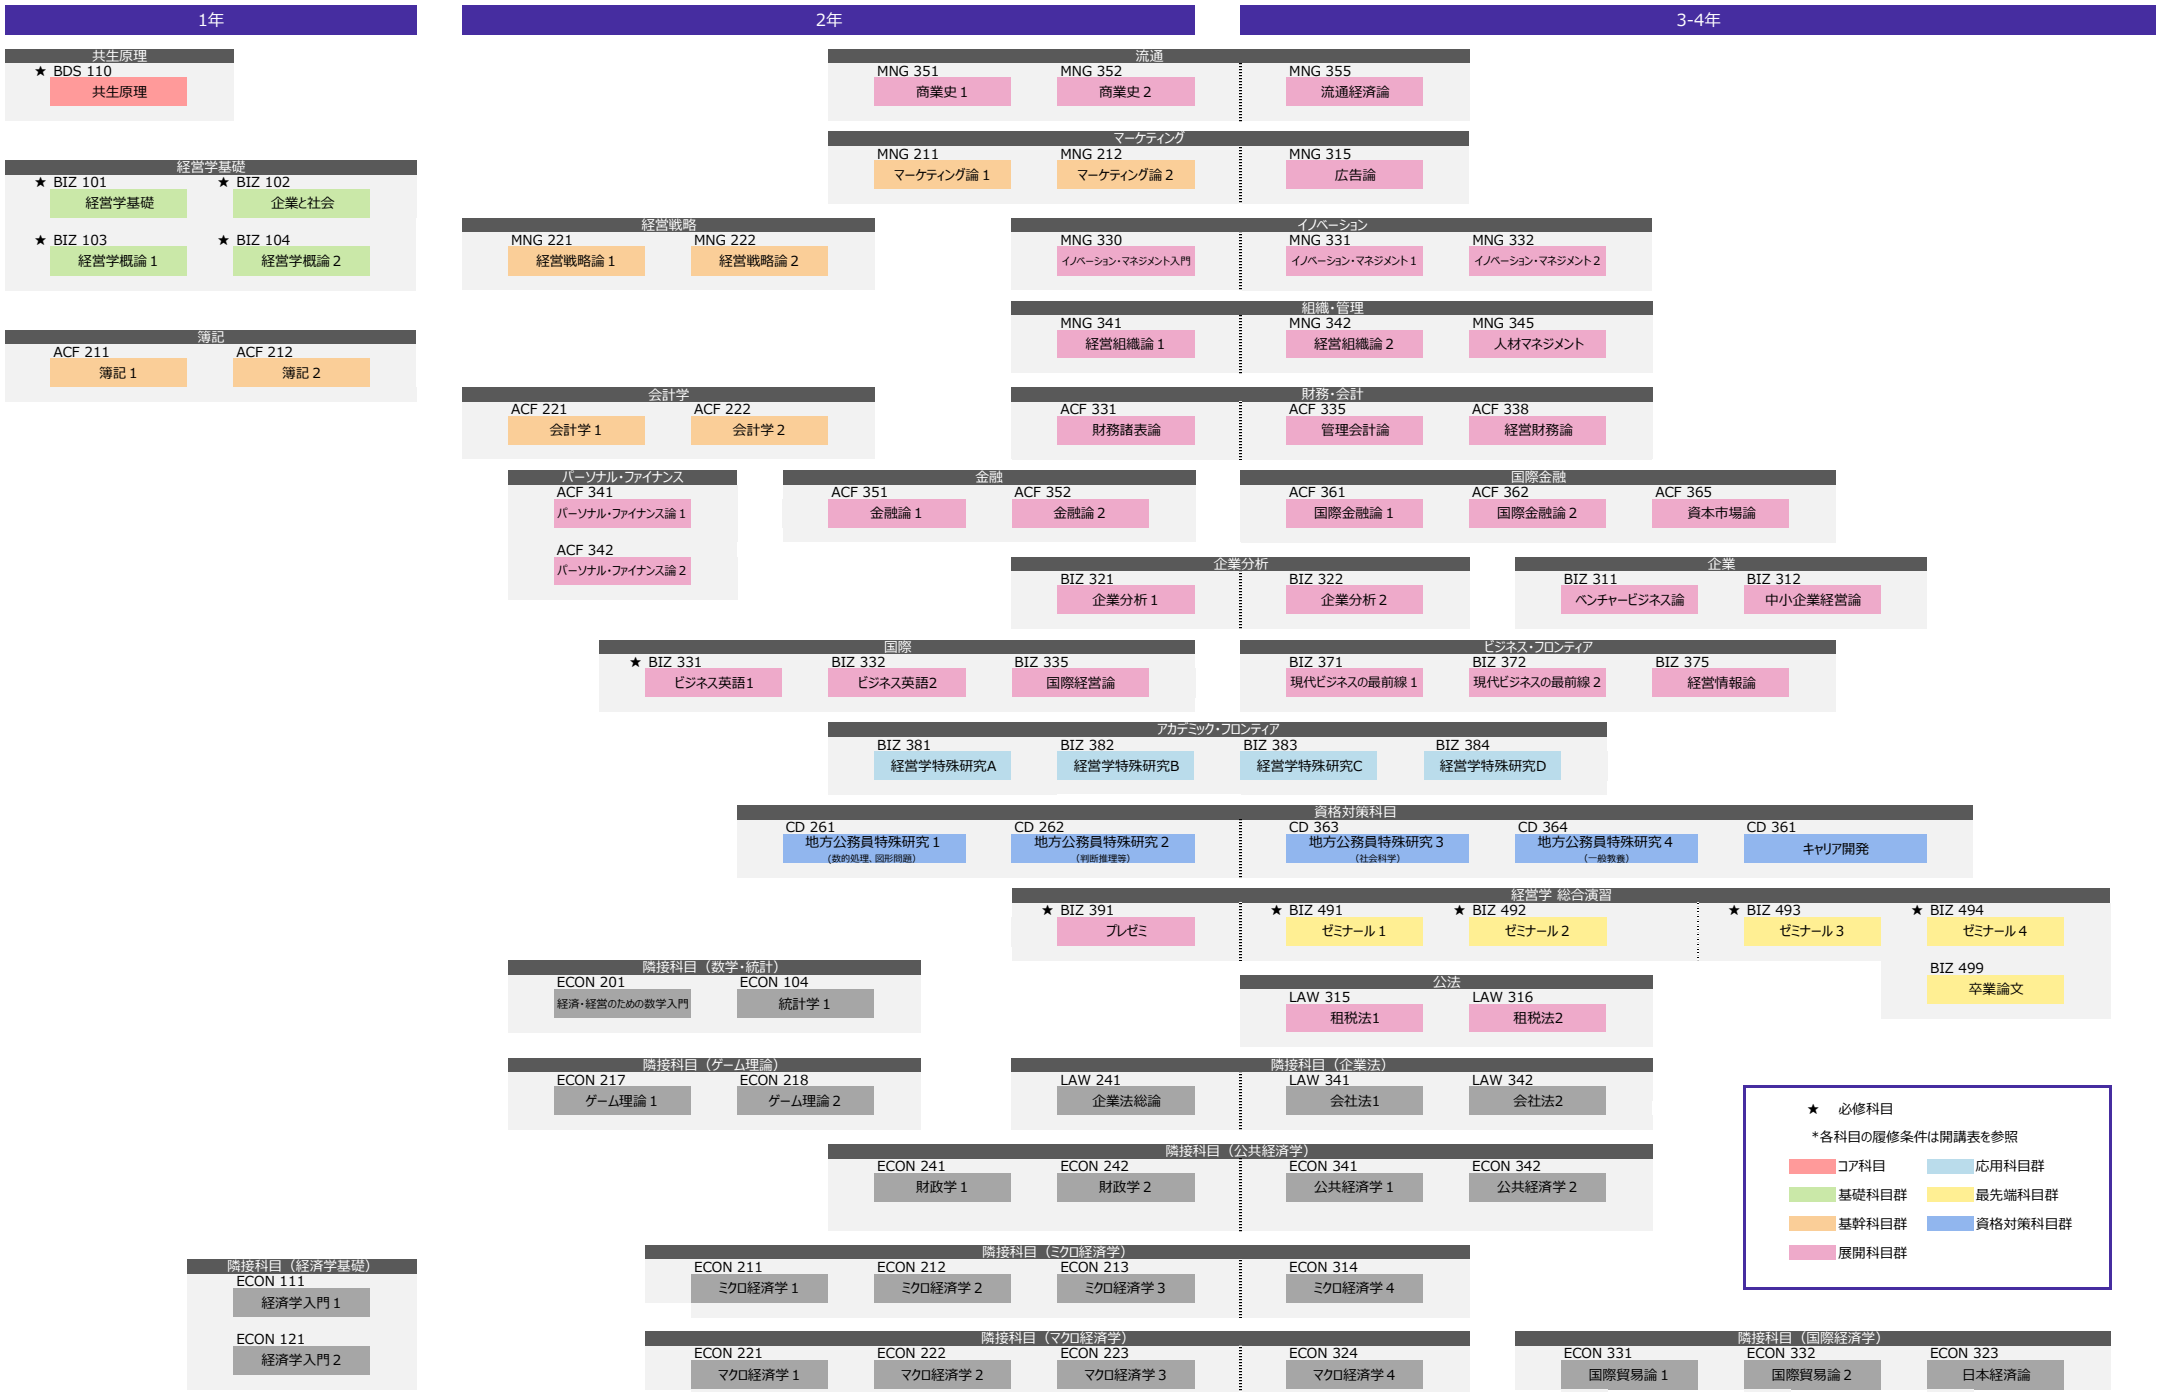 1年
2年
3-4年
共生原理
★ BDS 110
共生原理
流通
MNG 351
MNG 352
MNG 355
商業史 1
商業史 2
流通経済論
マーケティング
MNG 211
MNG 212
MNG 315
マーケティング論 1
マーケティング論 2
広告論
経営学基礎
★ BIZ 101
★ BIZ 102
経営学基礎
企業と社会
★ BIZ 103
★ BIZ 104
経営学概論 1
経営学概論 2
経営戦略
MNG 221
MNG 222
経営戦略論 1
経営戦略論 2
イノベーション
MNG 330
MNG 331
MNG 332
イノベーション・マネジメント入門
イノベーション・マネジメント 1
イノベーション・マネジメント 2
組織・管理
MNG 341
MNG 342
MNG 345
経営組織論 1
経営組織論 2
人材マネジメント
簿記
ACF 211
ACF 212
簿記 1
簿記 2
会計学
ACF 221
ACF 222
会計学 1
会計学 2
財務・会計
ACF 331
ACF 335
ACF 338
財務諸表論
管理会計論
経営財務論
パーソナル・ファイナンス
ACF 341
パーソナル・ファイナンス論 1
ACF 342
パーソナル・ファイナンス論 2
金融
ACF 351
ACF 352
金融論 1
金融論 2
国際金融
ACF 361
ACF 362
ACF 365
国際金融論 1
国際金融論 2
資本市場論
企業分析
BIZ 321
BIZ 322
企業分析 1
企業分析 2
企業
BIZ 311
BIZ 312
ベンチャービジネス論
中小企業経営論
国際
★ BIZ 331
BIZ 332
BIZ 335
ビジネス英語1
ビジネス英語2
国際経営論
ビジネス・フロンティア
BIZ 371
BIZ 372
BIZ 375
現代ビジネスの最前線 1
現代ビジネスの最前線 2
経営情報論
アカデミック・フロンティア
BIZ 381
BIZ 382
BIZ 383
BIZ 384
経営学特殊研究A
経営学特殊研究B
経営学特殊研究C
経営学特殊研究D
資格対策科目
CD 261
CD 262
CD 363
CD 364
CD 361
地方公務員特殊研究 1
(数的処理、図形問題)
地方公務員特殊研究 2
(判断推理等)
地方公務員特殊研究 3
(社会科学)
地方公務員特殊研究 4
(一般教養)
キャリア開発
経営学 総合演習
★ BIZ 391
★ BIZ 491
★ BIZ 492
★ BIZ 493
★ BIZ 494
プレゼミ
ゼミナール 1
ゼミナール 2
ゼミナール 3
ゼミナール 4
BIZ 499
卒業論文
隣接科目（数学・統計）
ECON 201
ECON 104
経済・経営のための数学入門
統計学 1
公法
LAW 315
LAW 316
租税法1
租税法2
隣接科目（ゲーム理論）
ECON 217
ECON 218
ゲーム理論 1
ゲーム理論 2
隣接科目（企業法）
LAW 241
LAW 341
LAW 342
企業法総論
会社法1
会社法2
隣接科目（公共経済学）
ECON 241
ECON 242
ECON 341
ECON 342
財政学 1
財政学 2
公共経済学 1
公共経済学 2
★ 必修科目
*各科目の履修条件は開講表を参照
コア科目
応用科目群
基礎科目群
最先端科目群
基幹科目群
資格対策科目群
展開科目群
隣接科目（経済学基礎）
ECON 111
経済学入門 1
ECON 121
経済学入門 2
隣接科目（ミクロ経済学）
ECON 211
ECON 212
ECON 213
ECON 314
ミクロ経済学 1
ミクロ経済学 2
ミクロ経済学 3
ミクロ経済学 4
隣接科目（マクロ経済学）
ECON 221
ECON 222
ECON 223
ECON 324
マクロ経済学 1
マクロ経済学 2
マクロ経済学 3
マクロ経済学 4
隣接科目（国際経済学）
ECON 331
ECON 332
ECON 323
国際貿易論 1
国際貿易論 2
日本経済論